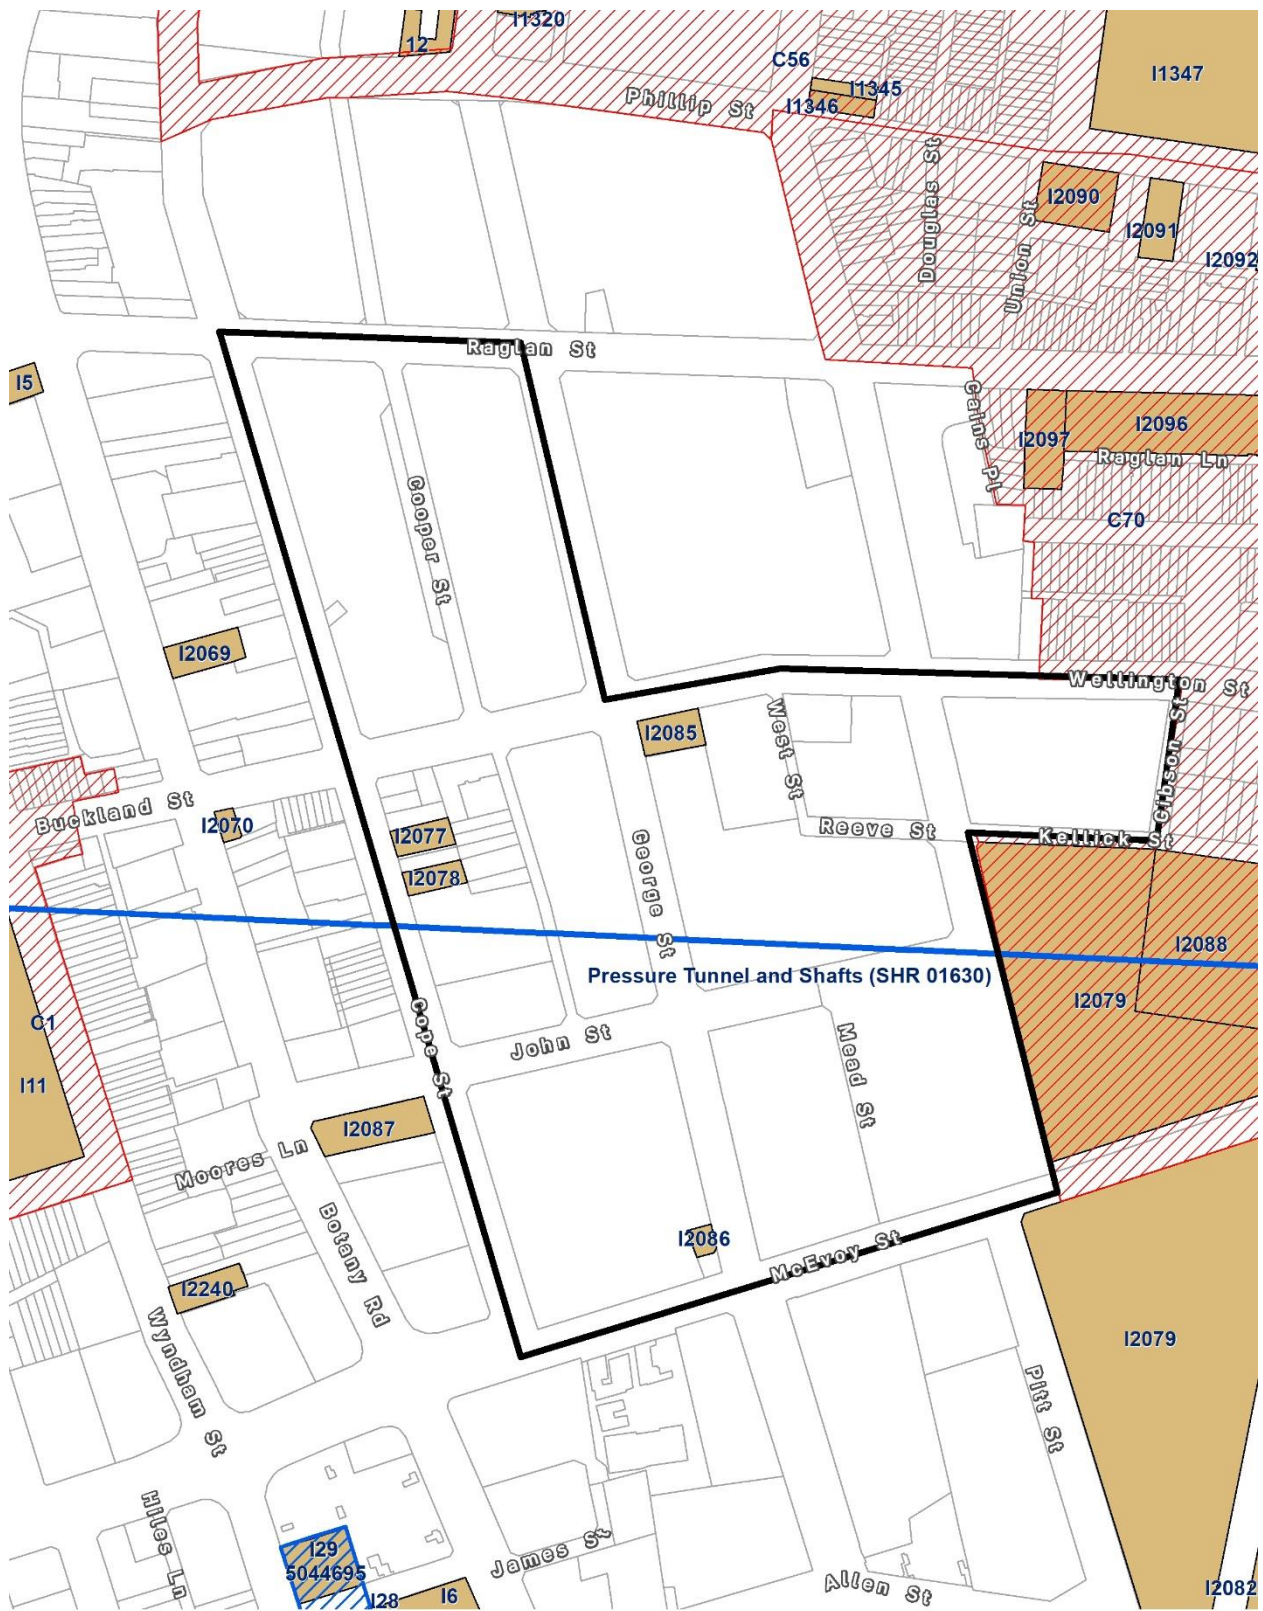 I1320
12
C56
I1347
I1345
Phillip St
I1346
Douglas St
I2090
Union St
I2091
I2092
Raglan St
I5
Cains Pl
I2096
I2097
Raglan Ln
Cooper St
C70
I2069
Wellington St
West St
I2085
Gibson St
Buckland St
I2070
I2077
Reeve St
Kellick St
I2078
George St
I2088
Pressure Tunnel and Shafts (SHR 01630)
I2079
C1
Cope St
John St
Mead St
I11
I2087
Moores Ln
Botany Rd
I2086
McEvoy St
I2240
Wyndham St
I2079
Pitt St
Hiles Ln
I29
5044695
James St
Allen St
I28
I6
I2082